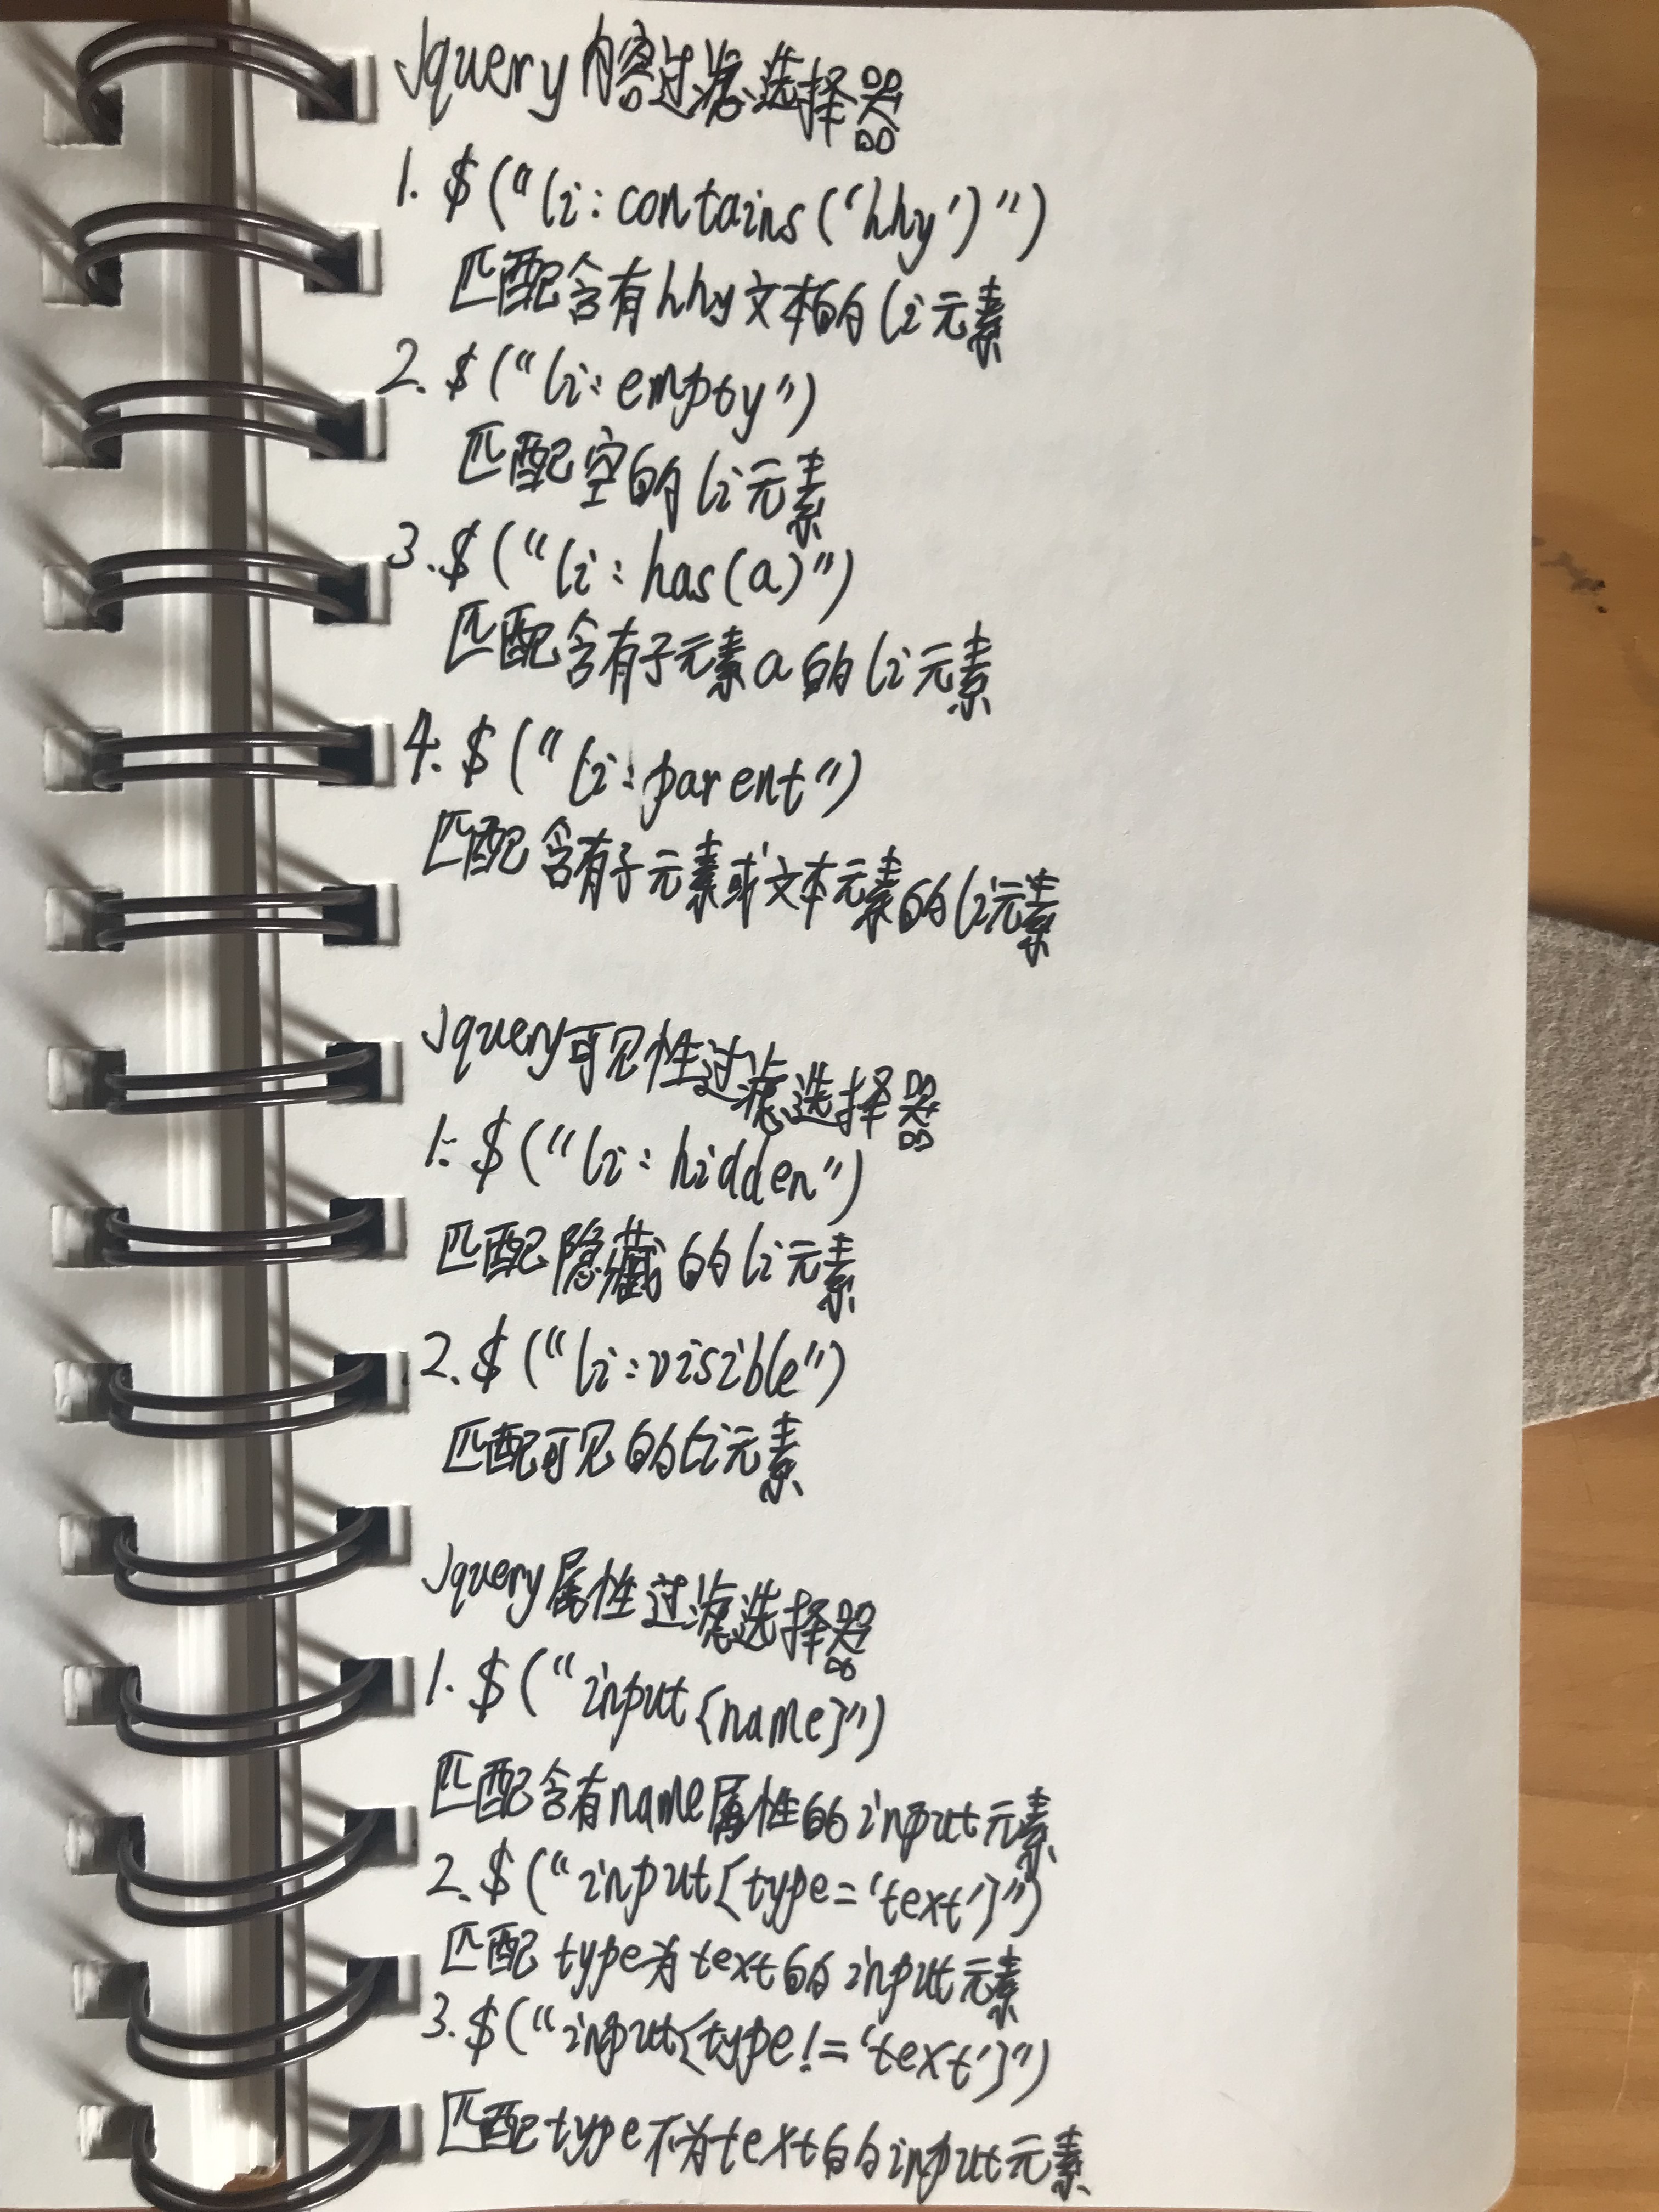 Jquery内容过滤选择器
1. $("li:contains('hhy')")
匹配含有hhy文本的li元素
2. $("li:empty")
匹配空的li元素
3. $("li:has(a)")
匹配含有子元素a的li元素
4. $("li:parent")
匹配含有子元素或文本元素的li元素
Jquery可见性过滤选择器
1. $("li:hidden")
匹配隐藏的li元素
2. $("li:visible")
匹配可见的li元素
Jquery属性过滤选择器
1. $("input[name]")
匹配含有name属性的input元素
2. $("input[type='text']")
匹配type为text的input元素
3. $("input[type!='text']")
匹配type不为text的input元素